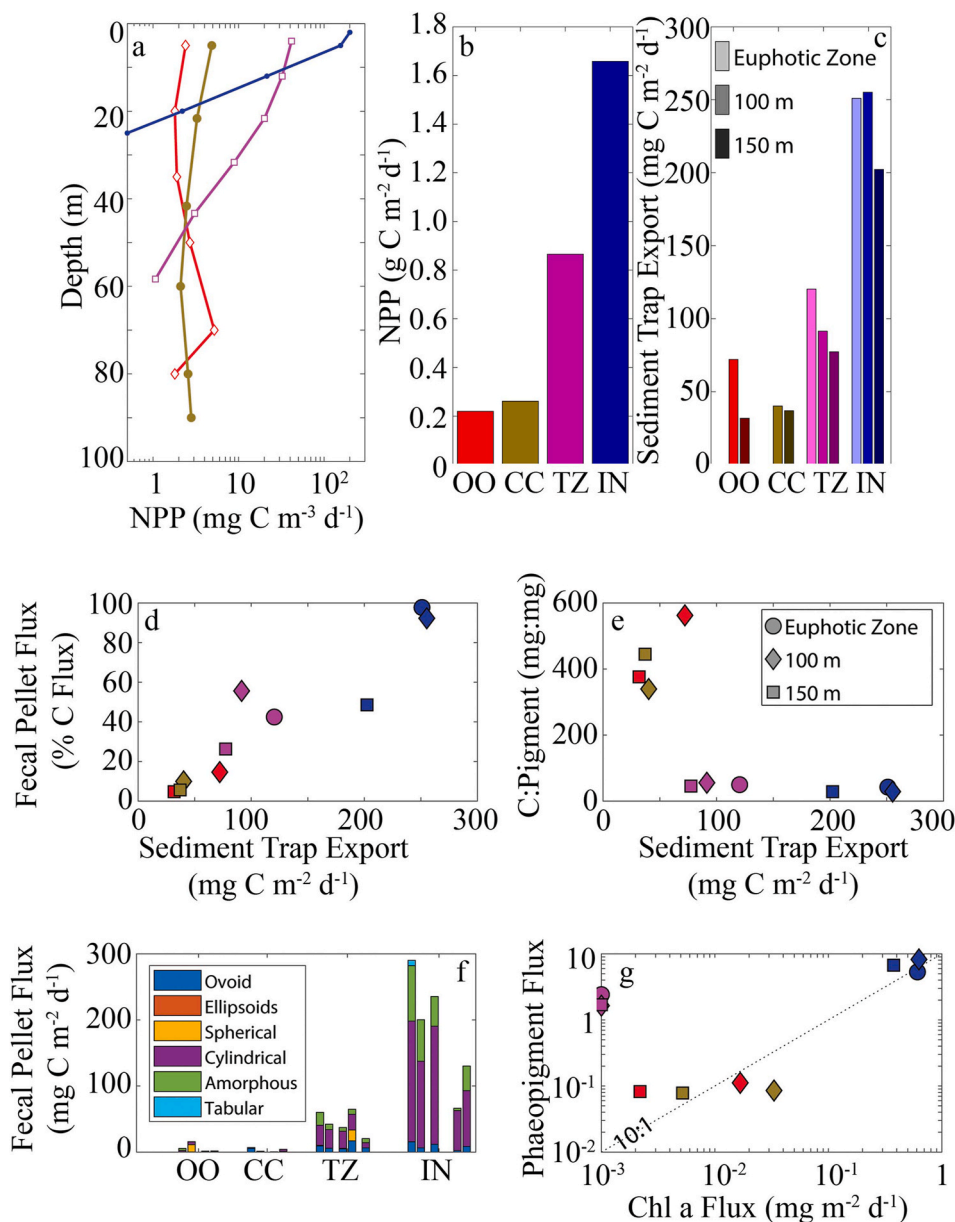 a
0
20
40
60
80
100
Depth (m)
1
10
10²
NPP (mg C m⁻³ d⁻¹)
b
1.8
1.6
1.4
1.2
1.0
0.8
0.6
0.4
0.2
0
NPP (g C m⁻² d⁻¹)
OO CC TZ IN
c
Euphotic Zone
100 m
150 m
300
250
200
150
100
50
0
Sediment Trap Export (mg C m⁻² d⁻¹)
OO CC TZ IN
d
100
80
60
40
20
0
Fecal Pellet Flux
(% C Flux)
0 100 200 300
Sediment Trap Export
(mg C m⁻² d⁻¹)
e
Euphotic Zone
100 m
150 m
600
400
200
0
C:Pigment (mg:mg)
0 100 200 300
Sediment Trap Export
(mg C m⁻² d⁻¹)
f
Ovoid
Ellipsoids
Spherical
Cylindrical
Amorphous
Tabular
300
200
100
0
Fecal Pellet Flux
(mg C m⁻² d⁻¹)
OO CC TZ IN
g
10
1
10⁻¹
10⁻²
Phaeopigment Flux
10:1
10⁻³ 10⁻² 10⁻¹ 1
Chl a Flux (mg m⁻² d⁻¹)